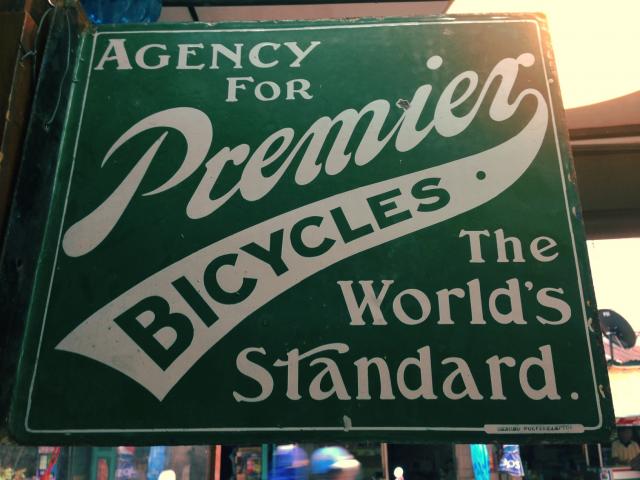 AGENCY
FOR
Premier
BICYCLES.
The
World's
Standard.